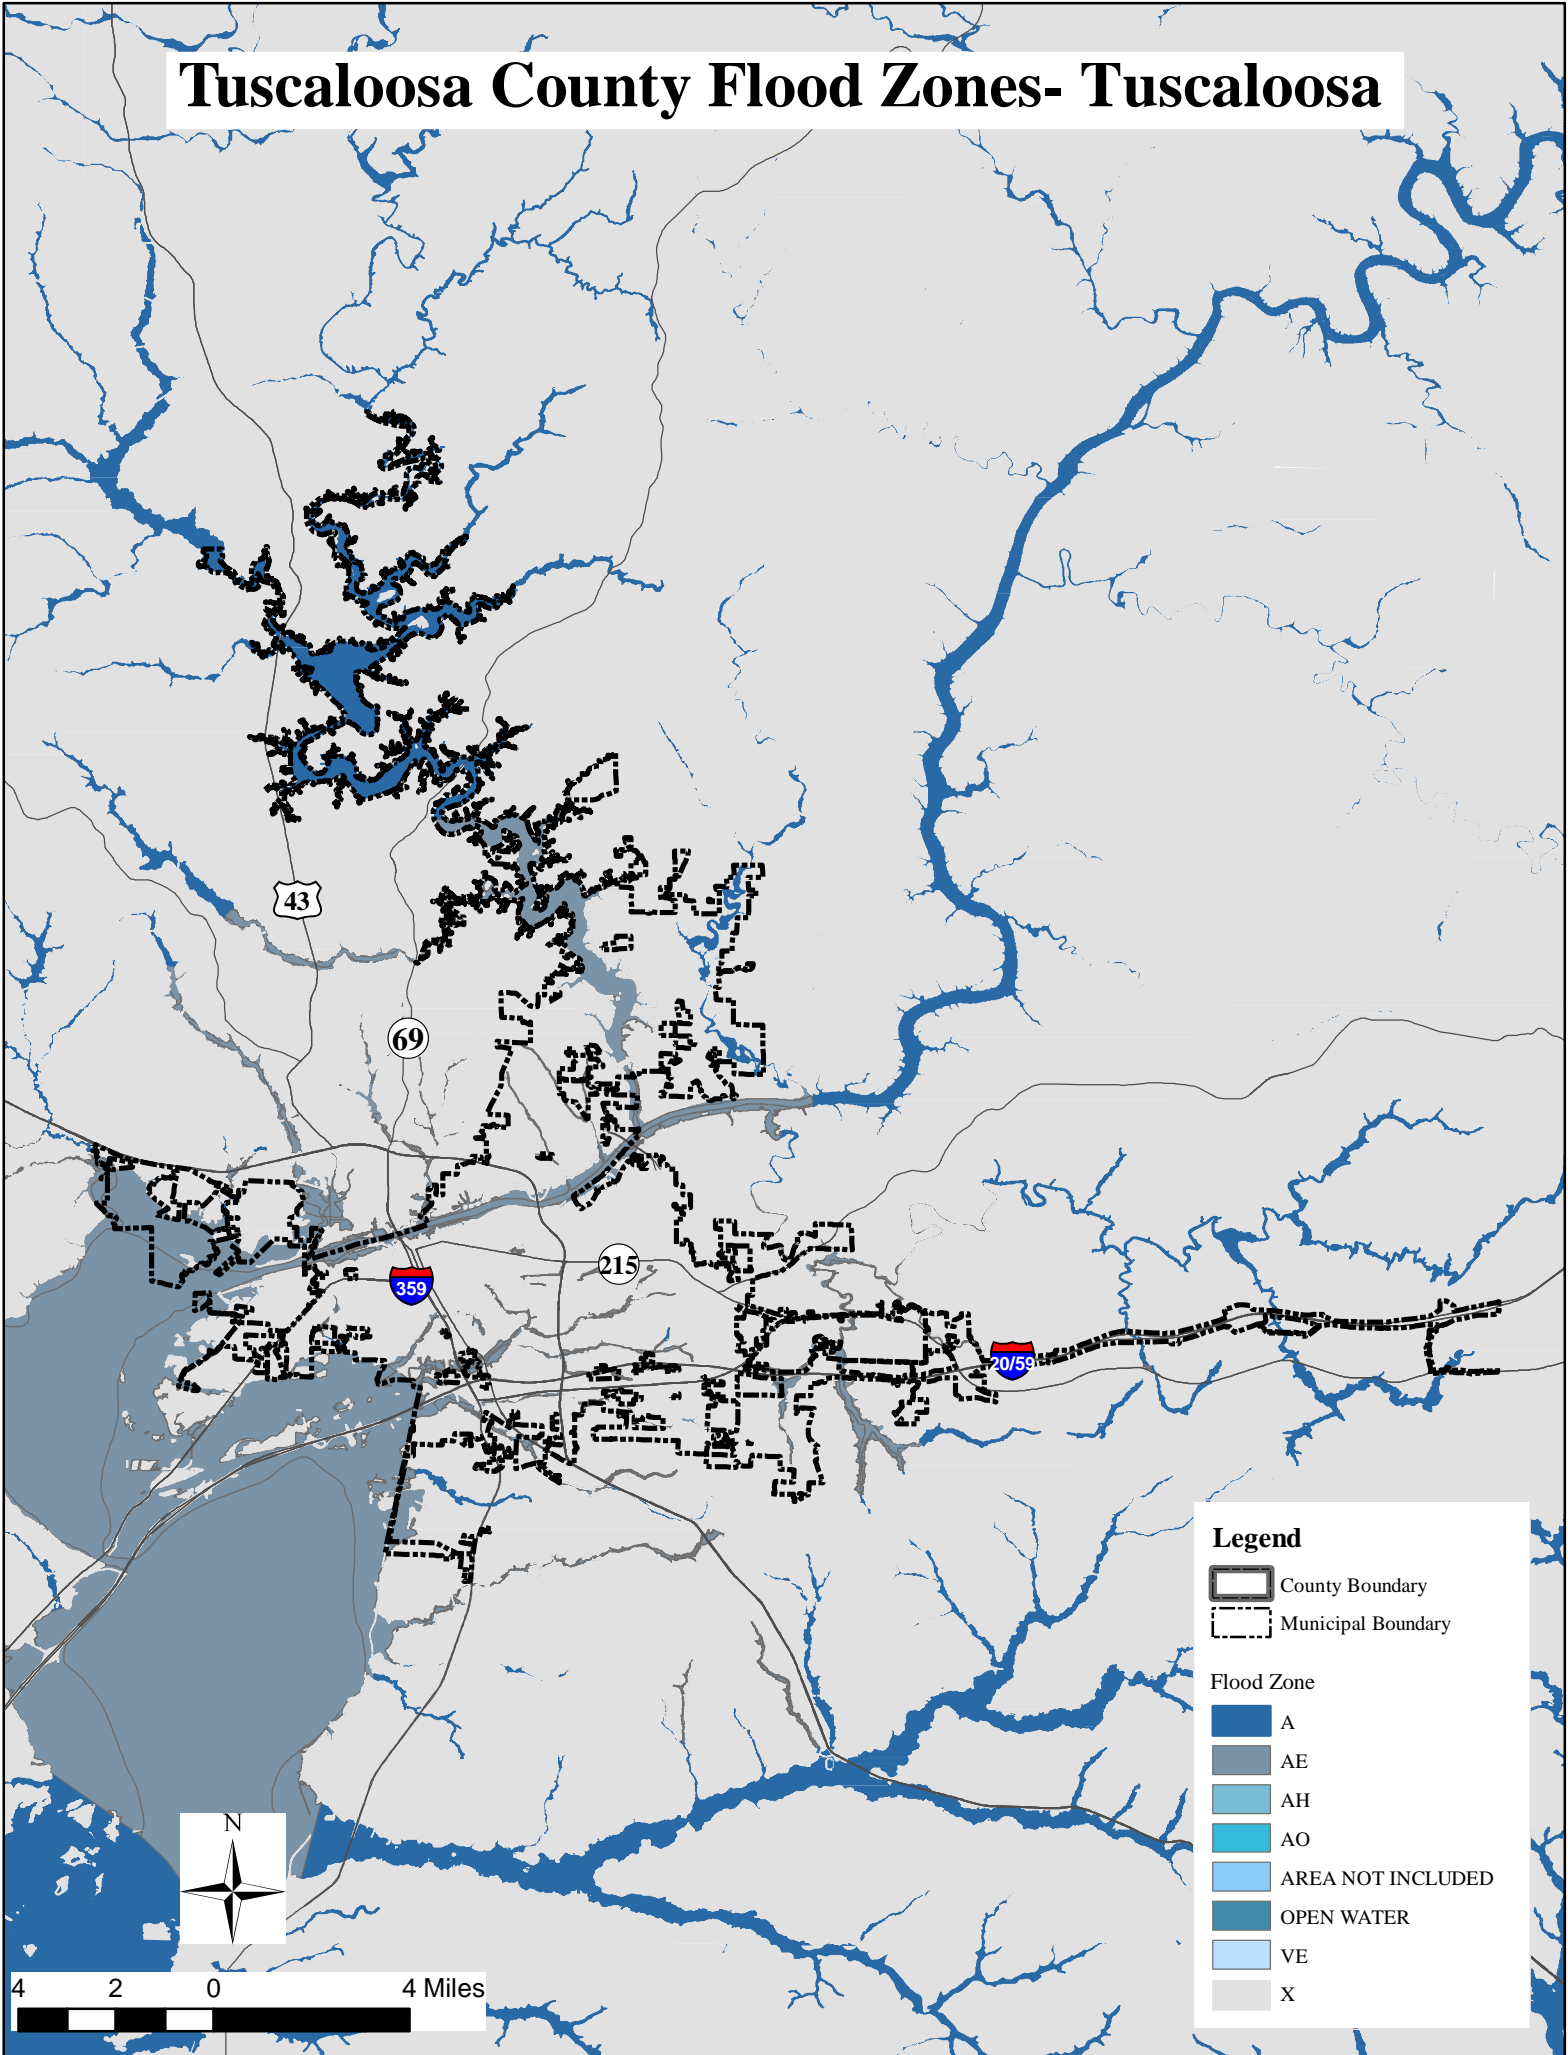 Tuscaloosa County Flood Zones- Tuscaloosa
43
69
215
359
20/59
Legend
County Boundary
Municipal Boundary
Flood Zone
A
AE
AH
AO
AREA NOT INCLUDED
OPEN WATER
VE
X
N
4 2 0 4 Miles